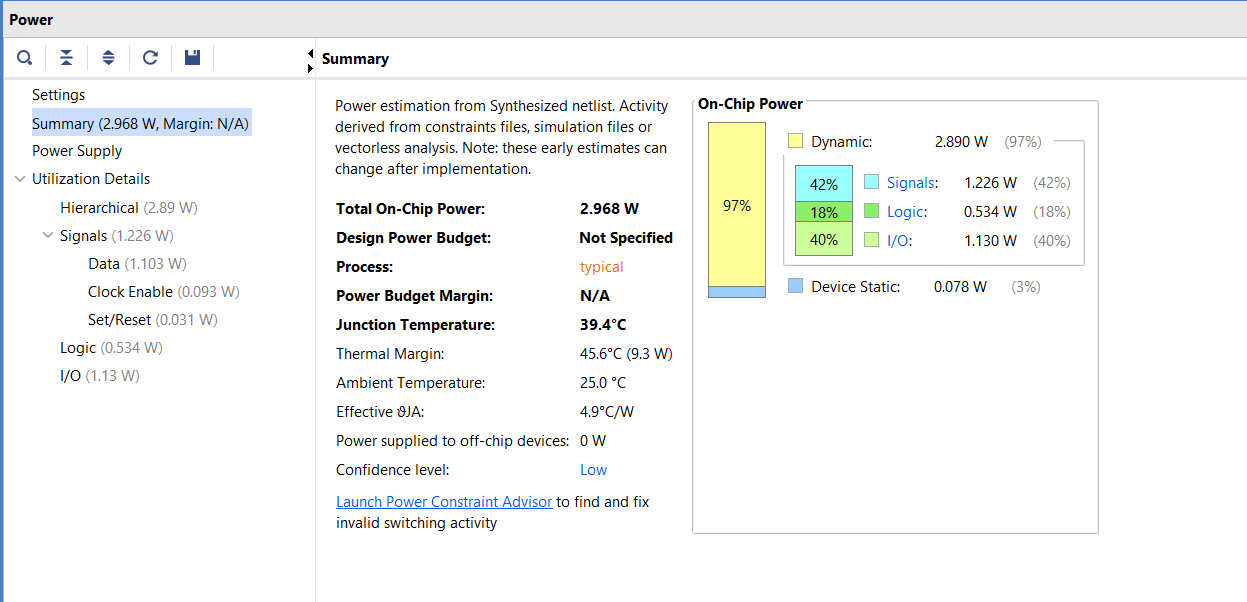 Power
Summary
Settings
Summary (2.968 W, Margin: N/A)
Power Supply
Utilization Details
Hierarchical (2.89 W)
Signals (1.226 W)
Data (1.103 W)
Clock Enable (0.093 W)
Set/Reset (0.031 W)
Logic (0.534 W)
I/O (1.13 W)
Power estimation from Synthesized netlist. Activity
derived from constraints files, simulation files or
vectorless analysis. Note: these early estimates can
change after implementation.
Total On-Chip Power: 2.968 W
Design Power Budget: Not Specified
Process: typical
Power Budget Margin: N/A
Junction Temperature: 39.4°C
Thermal Margin: 45.6°C (9.3 W)
Ambient Temperature: 25.0 °C
Effective ϑJA: 4.9°C/W
Power supplied to off-chip devices: 0 W
Confidence level: Low
Launch Power Constraint Advisor to find and fix
invalid switching activity
On-Chip Power
97%
Dynamic: 2.890 W (97%)
42% Signals: 1.226 W (42%)
18% Logic: 0.534 W (18%)
40% I/O: 1.130 W (40%)
Device Static: 0.078 W (3%)